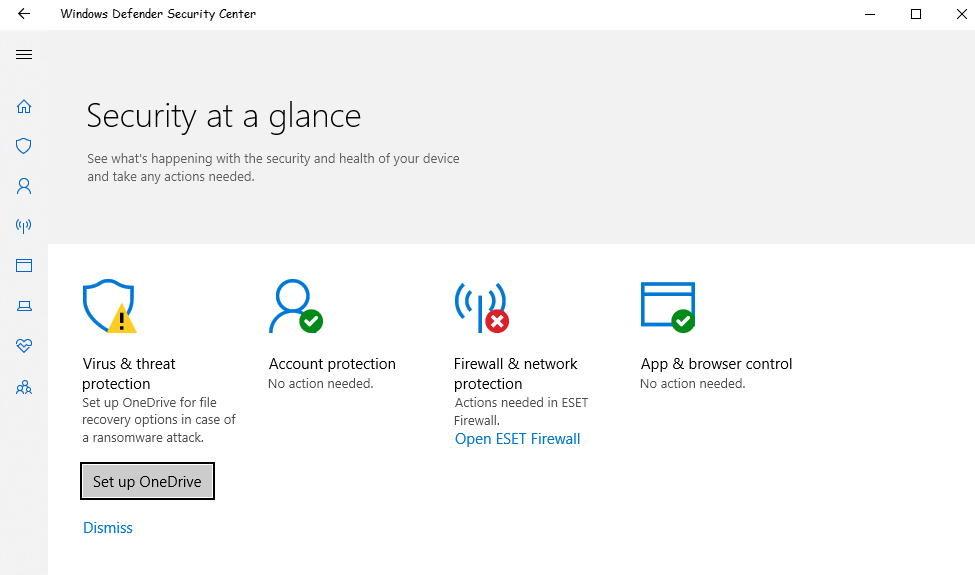 Windows Defender Security Center
Security at a glance
See what's happening with the security and health of your device
and take any actions needed.
Virus & threat
protection
Set up OneDrive for file
recovery options in case of
a ransomware attack.
Set up OneDrive
Dismiss
Account protection
No action needed.
Firewall & network
protection
Actions needed in ESET
Firewall.
Open ESET Firewall
App & browser control
No action needed.